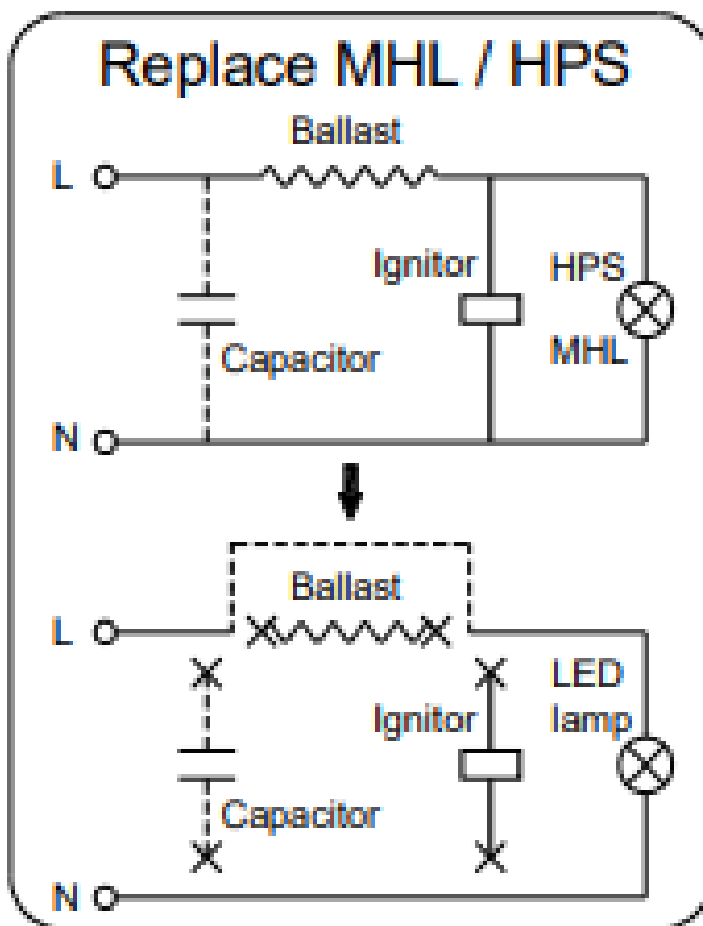 Replace MHL / HPS
Ballast
L
Ignitor
HPS
MHL
Capacitor
N
Ballast
L
LED
lamp
Ignitor
Capacitor
N